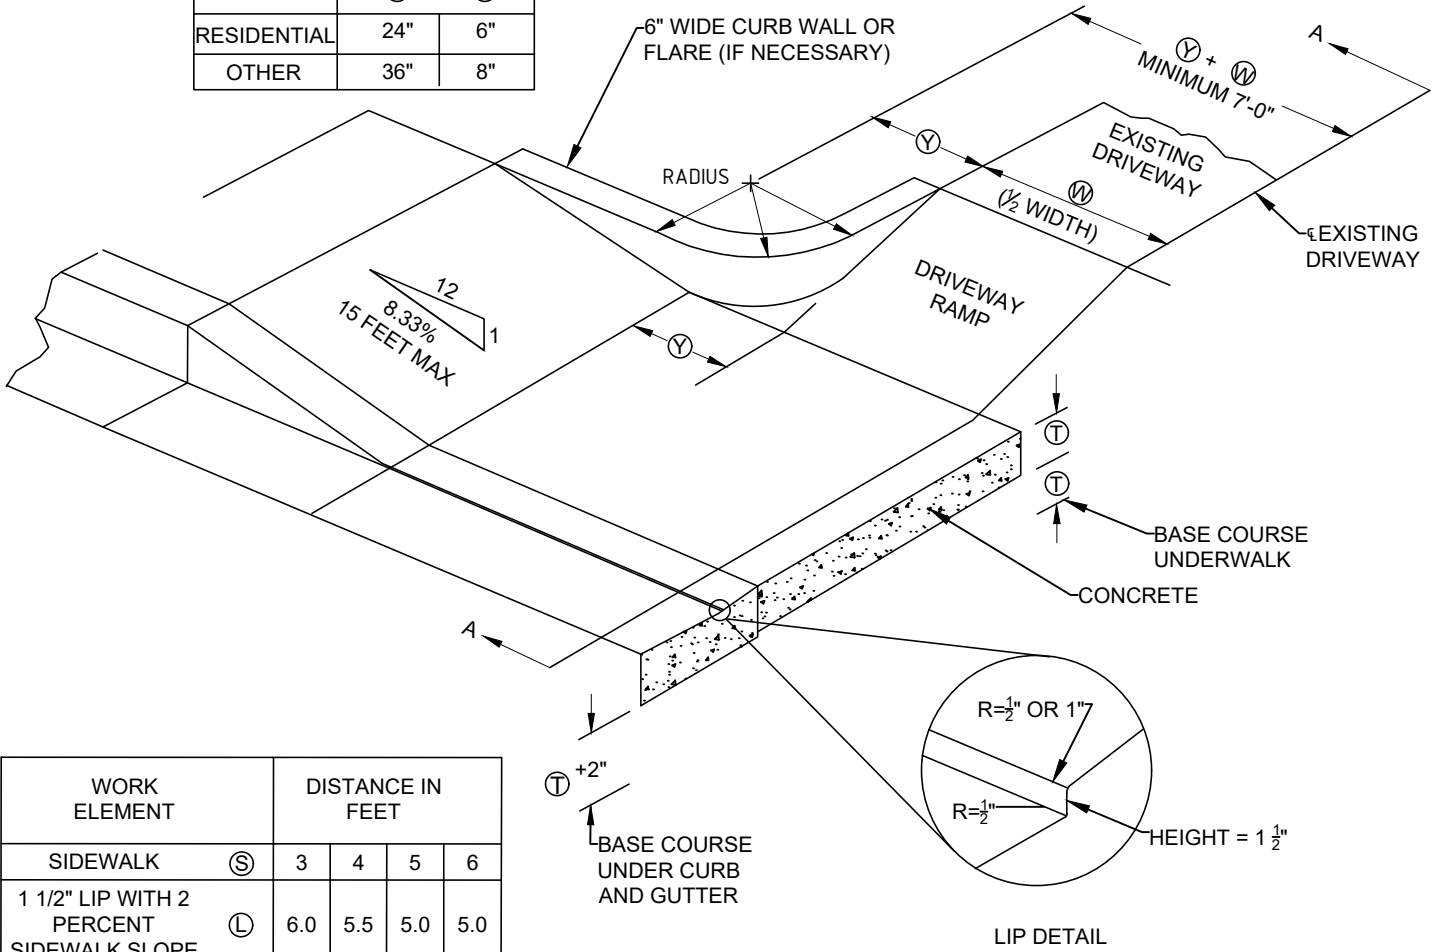 RESIDENTIAL 24" 6"
OTHER 36" 8"
6" WIDE CURB WALL OR
FLARE (IF NECESSARY)
A
Y + W
MINIMUM 7'-0"
EXISTING
DRIVEWAY
Y
RADIUS
W
(½ WIDTH)
℄EXISTING
DRIVEWAY
DRIVEWAY
RAMP
12
1
8.33%
15 FEET MAX
Y
T
T
BASE COURSE
UNDERWALK
CONCRETE
A
R=½" OR 1"
R=½"
HEIGHT = 1 ½"
LIP DETAIL
T +2"
BASE COURSE
UNDER CURB
AND GUTTER
WORK
ELEMENT
DISTANCE IN
FEET
SIDEWALK S 3 4 5 6
1 1/2" LIP WITH 2
PERCENT L 6.0 5.5 5.0 5.0
SIDEWALK SLOPE